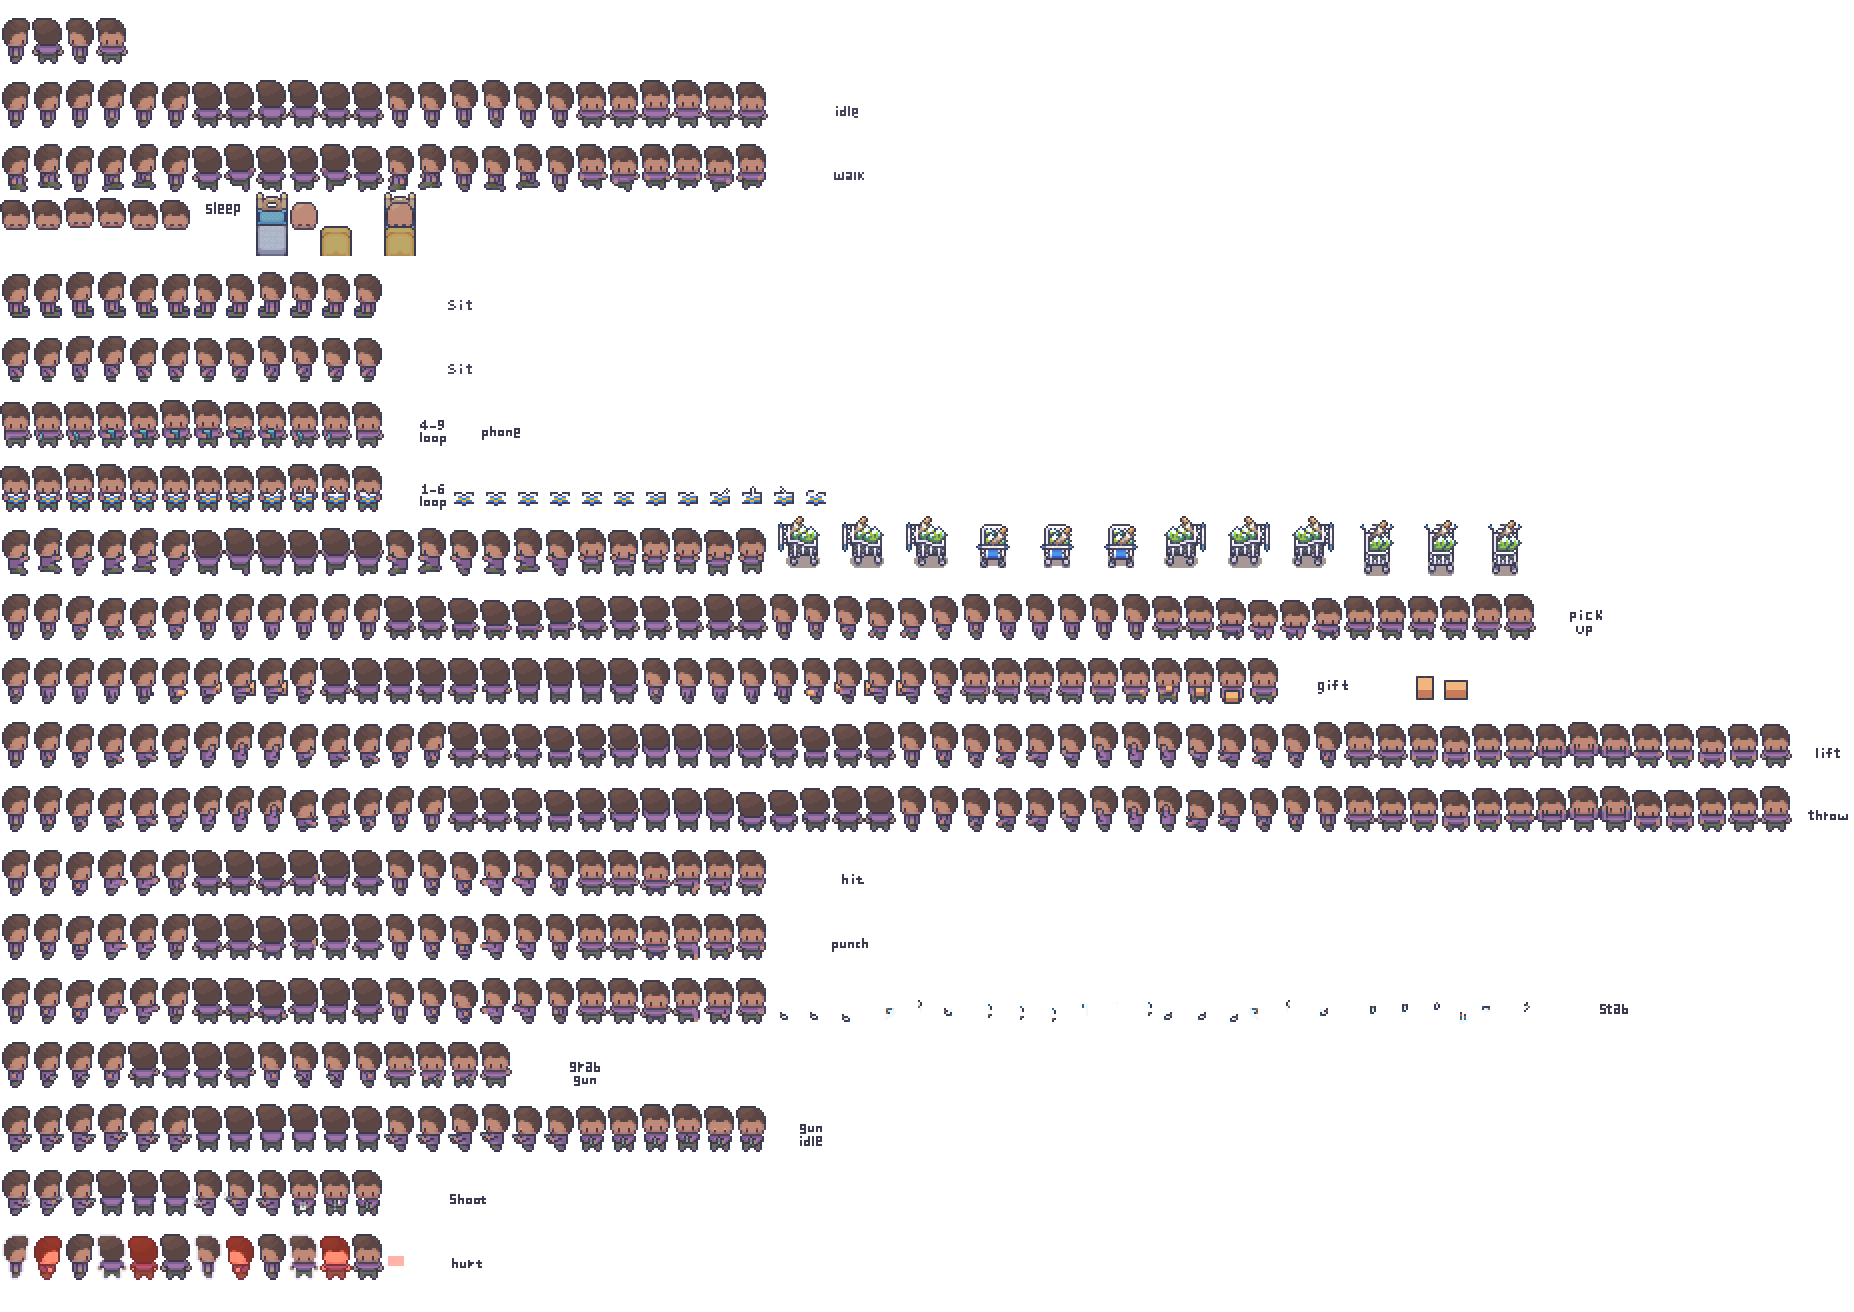 idle
walk
sleep
Sit
Sit
4-9
loop
phone
1-6
loop
pick
up
gift
lift
throw
hit
punch
Stab
grab
gun
gun
idle
Shoot
hurt